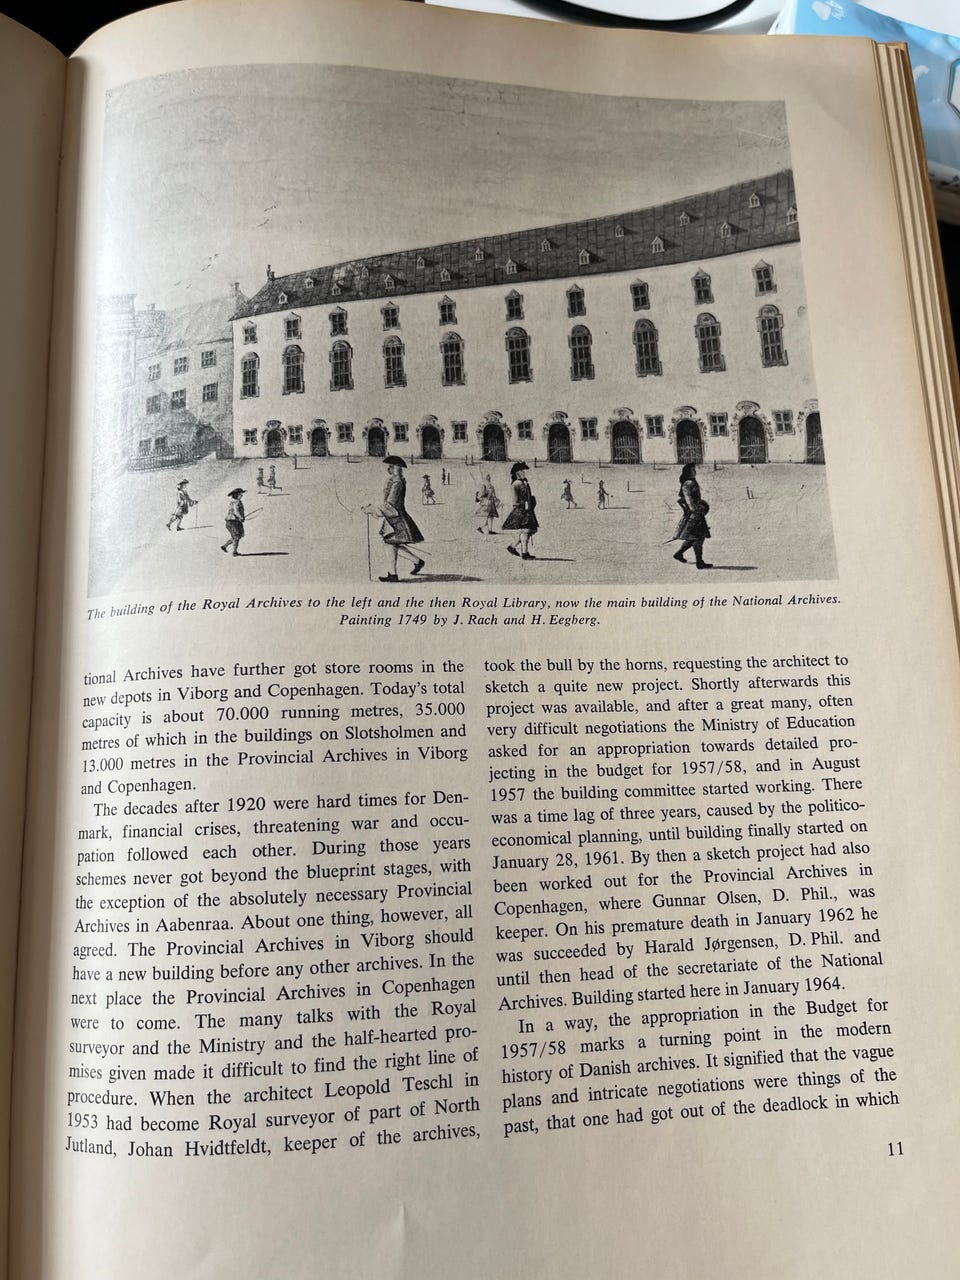 The building of the Royal Archives to the left and the then Royal Library, now the main building of the National Archives.
Painting 1749 by J. Rach and H. Eegberg.
tional Archives have further got store rooms in the
new depots in Viborg and Copenhagen. Today's total
capacity is about 70.000 running metres, 35.000
metres of which in the buildings on Slotsholmen and
13.000 metres in the Provincial Archives in Viborg
and Copenhagen.
The decades after 1920 were hard times for Den-
mark, financial crises, threatening war and occu-
pation followed each other. During those years
schemes never got beyond the blueprint stages, with
the exception of the absolutely necessary Provincial
Archives in Aabenraa. About one thing, however, all
agreed. The Provincial Archives in Viborg should
have a new building before any other archives. In the
next place the Provincial Archives in Copenhagen
were to come. The many talks with the Royal
surveyor and the Ministry and the half-hearted pro-
mises given made it difficult to find the right line of
procedure. When the architect Leopold Teschl in
1953 had become Royal surveyor of part of North
Jutland, Johan Hvidtfeldt, keeper of the archives,
took the bull by the horns, requesting the architect to
sketch a quite new project. Shortly afterwards this
project was available, and after a great many, often
very difficult negotiations the Ministry of Education
asked for an appropriation towards detailed pro-
jecting in the budget for 1957/58, and in August
1957 the building committee started working. There
was a time lag of three years, caused by the politico-
economical planning, until building finally started on
January 28, 1961. By then a sketch project had also
been worked out for the Provincial Archives in
Copenhagen, where Gunnar Olsen, D. Phil., was
keeper. On his premature death in January 1962 he
was succeeded by Harald Jørgensen, D. Phil. and
until then head of the secretariate of the National
Archives. Building started here in January 1964.
In a way, the appropriation in the Budget for
1957/58 marks a turning point in the modern
history of Danish archives. It signified that the vague
plans and intricate negotiations were things of the
past, that one had got out of the deadlock in which
11